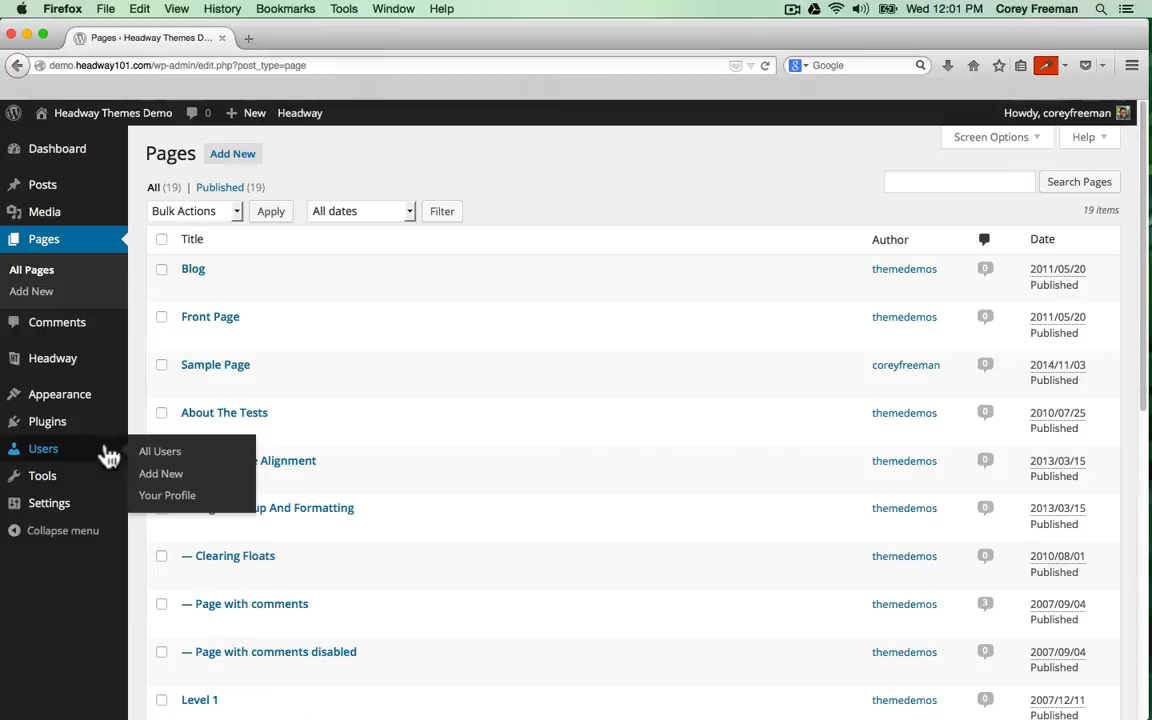 Firefox File Edit View History Bookmarks Tools Window Help Wed 12:01 PM Corey Freeman
Pages ‹ Headway Themes D...
demo.headway101.com/wp-admin/edit.php?post_type=page
Google
Headway Themes Demo 0 New Headway Howdy, coreyfreeman
Screen Options Help
Dashboard
Posts
Media
Pages
All Pages
Add New
Comments
Headway
Appearance
Plugins
Users
Tools
Settings
Collapse menu
All Users
Add New
Your Profile
Pages Add New
All (19) | Published (19)
Search Pages
Bulk Actions Apply All dates Filter
19 items
Title Author Date
Blog themedemos 0 2011/05/20
Published
Front Page themedemos 0 2011/05/20
Published
Sample Page coreyfreeman 0 2014/11/03
Published
About The Tests themedemos 0 2010/07/25
Published
Alignment themedemos 0 2013/03/15
Published
up And Formatting themedemos 0 2013/03/15
Published
— Clearing Floats themedemos 0 2010/08/01
Published
— Page with comments themedemos 3 2007/09/04
Published
— Page with comments disabled themedemos 0 2007/09/04
Published
Level 1 themedemos 0 2007/12/11
Published